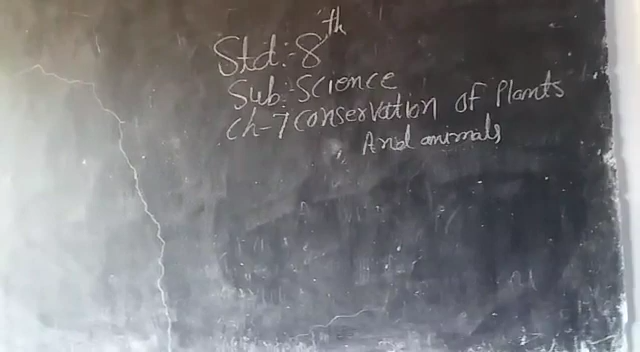 Std:-8th
Sub:-Science
Ch-7 Conservation of Plants
And animals